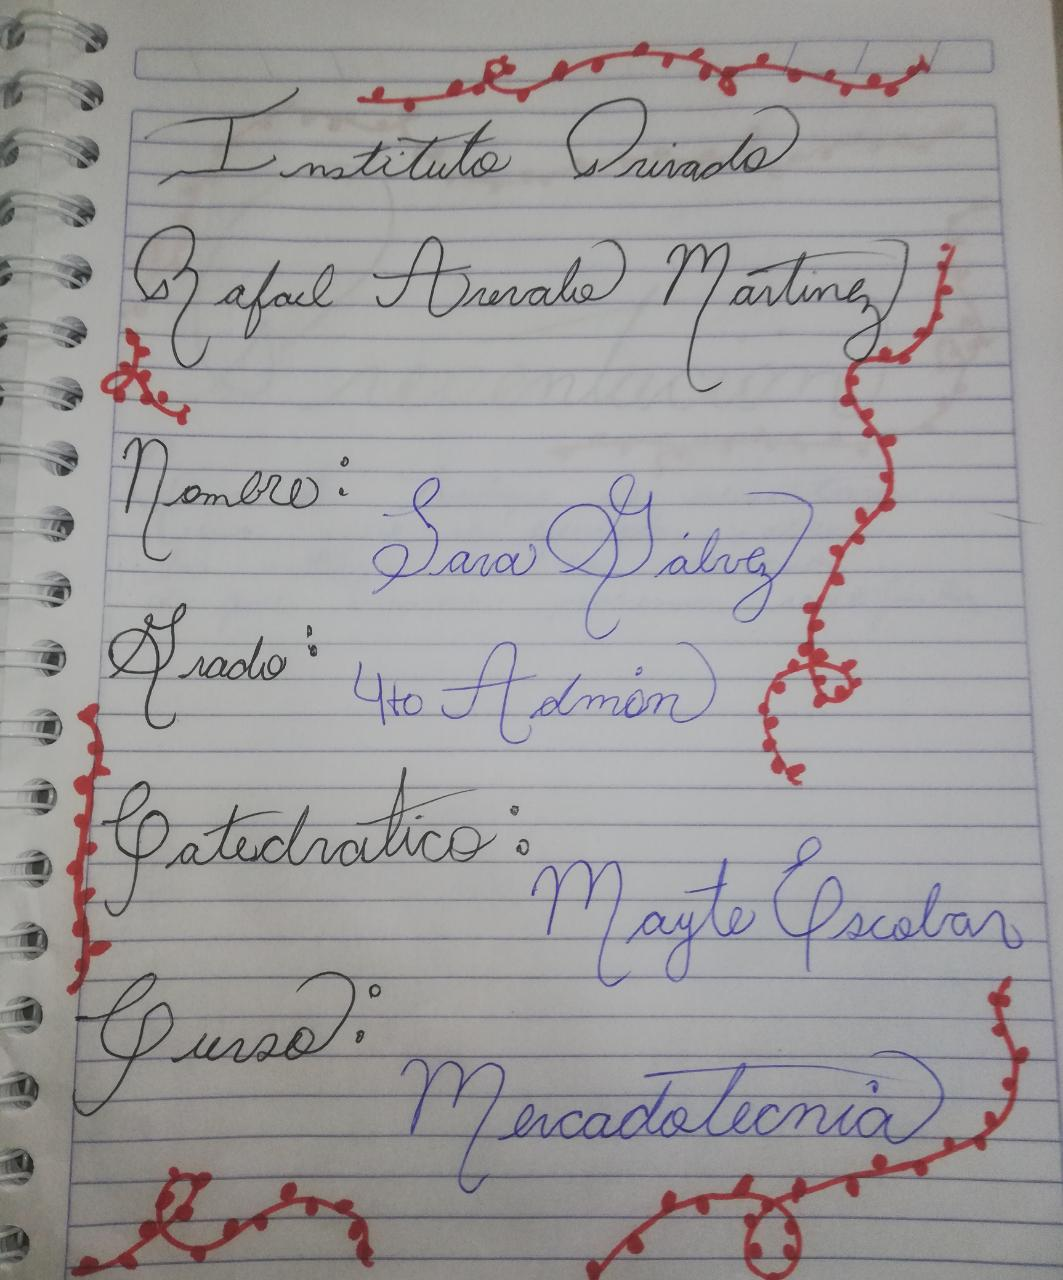 Instituto Privado
Rafael Arevalo Martinez
Nombre:
Sara Gálvez
Grado:
4to Admón
Catedratico:
Mayte Escobar
Curso:
Mercadotecnia